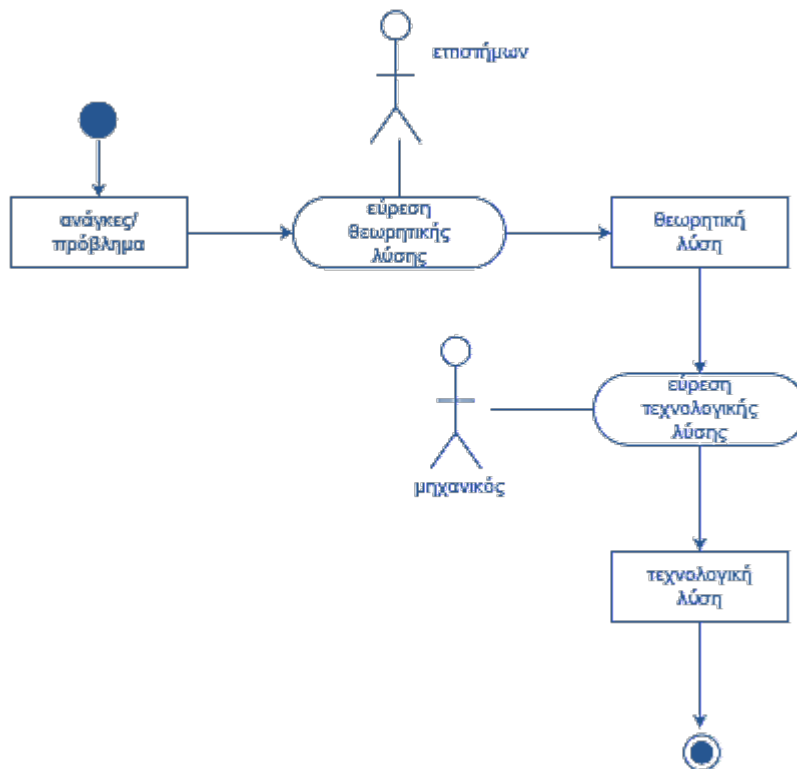 επιστήμων
ανάγκες/
πρόβλημα
εύρεση
θεωρητικής
λύσης
θεωρητική
λύση
εύρεση
τεχνολογικής
λύσης
μηχανικός
τεχνολογική
λύση